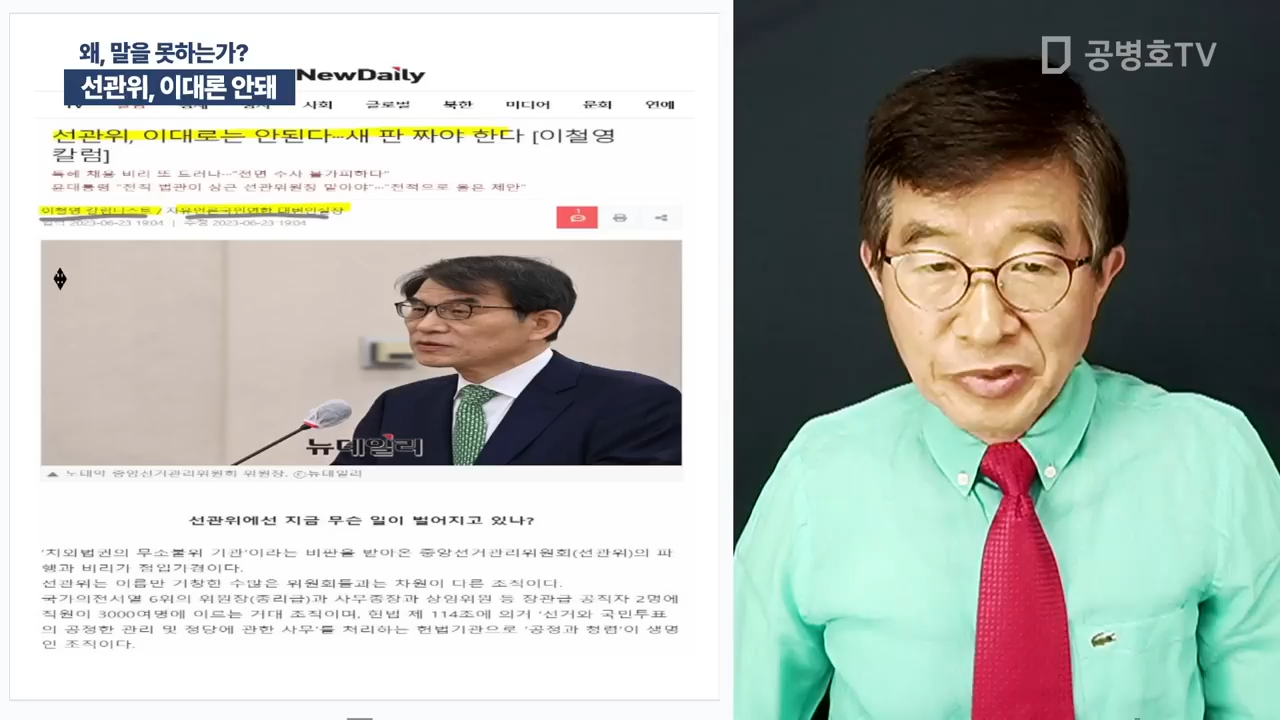 왜, 말을 못하는가?
선관위, 이대론 안돼
공병호TV
NewDaily
사회 글로벌 북한 미디어 문화 연예
선관위, 이대로는 안된다…새 판 짜야 한다 [이철영
칼럼]
특혜 채용 비리 또 드러나…"전면 수사 불가피하다"
윤대통령 "전직 법관이 상근 선관위원장 맡아야"…"전적으로 옳은 제안"
이철영 칼럼니스트 / 자유언론국민연합 대변인실장
입력 2023-06-23 19:04 | 수정 2023-06-23 19:04
1
뉴데일리
▲ 노태악 중앙선거관리위원회 위원장. ⓒ뉴데일리
선관위에선 지금 무슨 일이 벌어지고 있나?
'치외법권의 무소불위 기관'이라는 비판을 받아온 중앙선거관리위원회(선관위)의 파
행과 비리가 점입가경이다.
선관위는 이름만 거창한 수많은 위원회들과는 차원이 다른 조직이다.
국가의전서열 6위의 위원장(총리급)과 사무총장과 상임위원 등 장관급 공직자 2명에
직원이 3000여명에 이르는 거대 조직이며, 헌법 제 114조에 의거 '선거와 국민투표
의 공정한 관리 및 정당에 관한 사무'를 처리하는 헌법기관으로 '공정과 청렴'이 생명
인 조직이다.